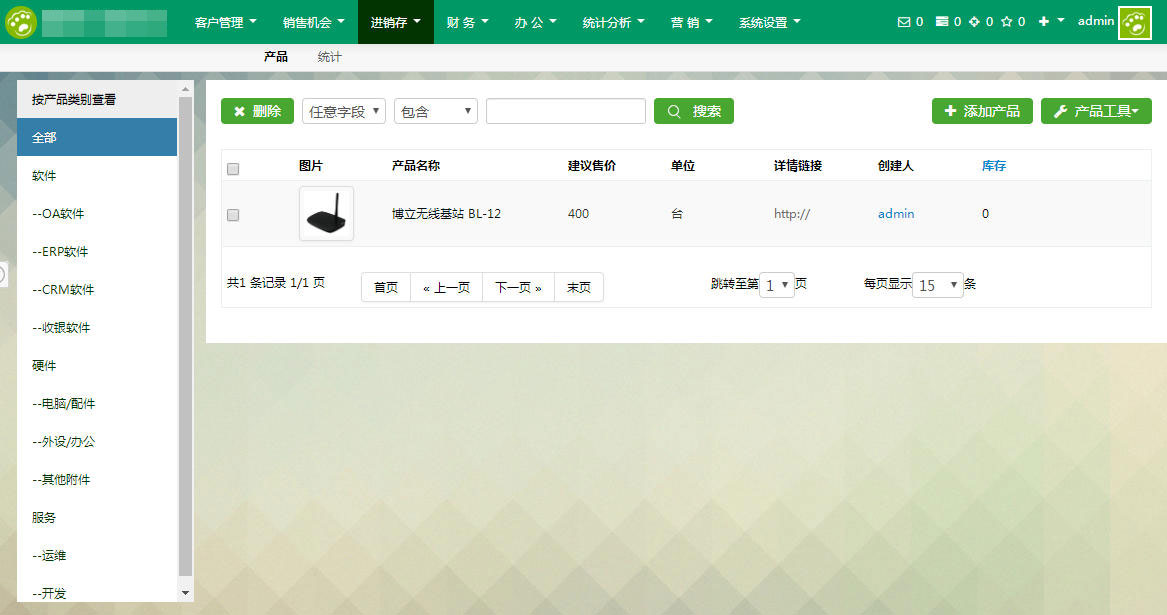 客户管理 销售机会 进销存 财 务 办 公 统计分析 营 销 系统设置 0 0 0 0 admin
产品 统计
按产品类别查看
全部
软件
--OA软件
--ERP软件
--CRM软件
--收银软件
硬件
--电脑/配件
--外设/办公
--其他附件
服务
--运维
--开发
删除 任意字段 包含 搜索 添加产品 产品工具
图片 产品名称 建议售价 单位 详情链接 创建人 库存
博立无线基站 BL-12 400 台 http:// admin 0
共1 条记录 1/1 页 首页 « 上一页 下一页 » 末页 跳转至第 1 页 每页显示 15 条